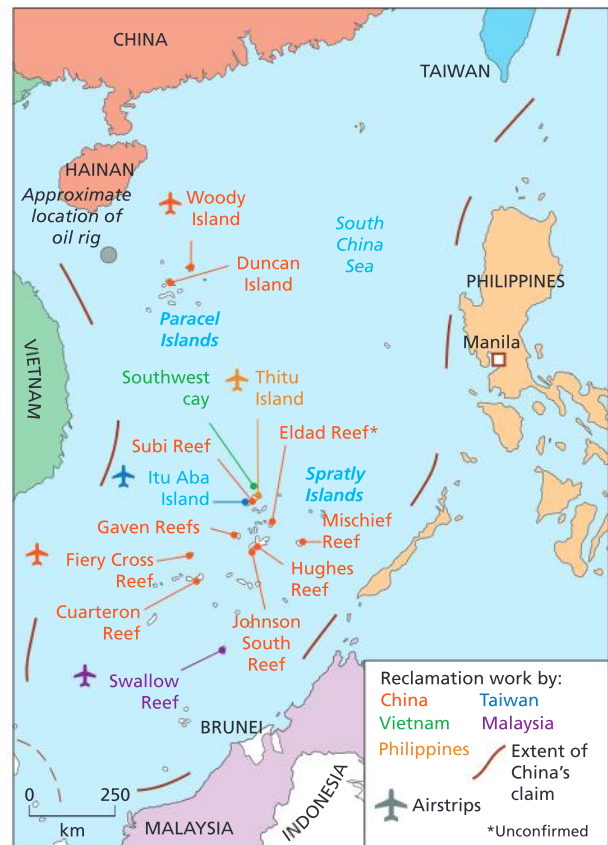 CHINA
TAIWAN
HAINAN
Approximate
location of
oil rig
Woody
Island
South
China
Sea
Duncan
Island
PHILIPPINES
Paracel
Islands
Manila
VIETNAM
Southwest
cay
Thitu
Island
Eldad Reef*
Subi Reef
Itu Aba
Island
Spratly
Islands
Gaven Reefs
Mischief
Reef
Fiery Cross
Reef
Hughes
Reef
Cuarteron
Reef
Johnson
South
Reef
Swallow
Reef
BRUNEI
INDONESIA
MALAYSIA
0 250
km
Reclamation work by:
China Taiwan
Vietnam Malaysia
Philippines
Extent of
China's
claim
Airstrips
*Unconfirmed